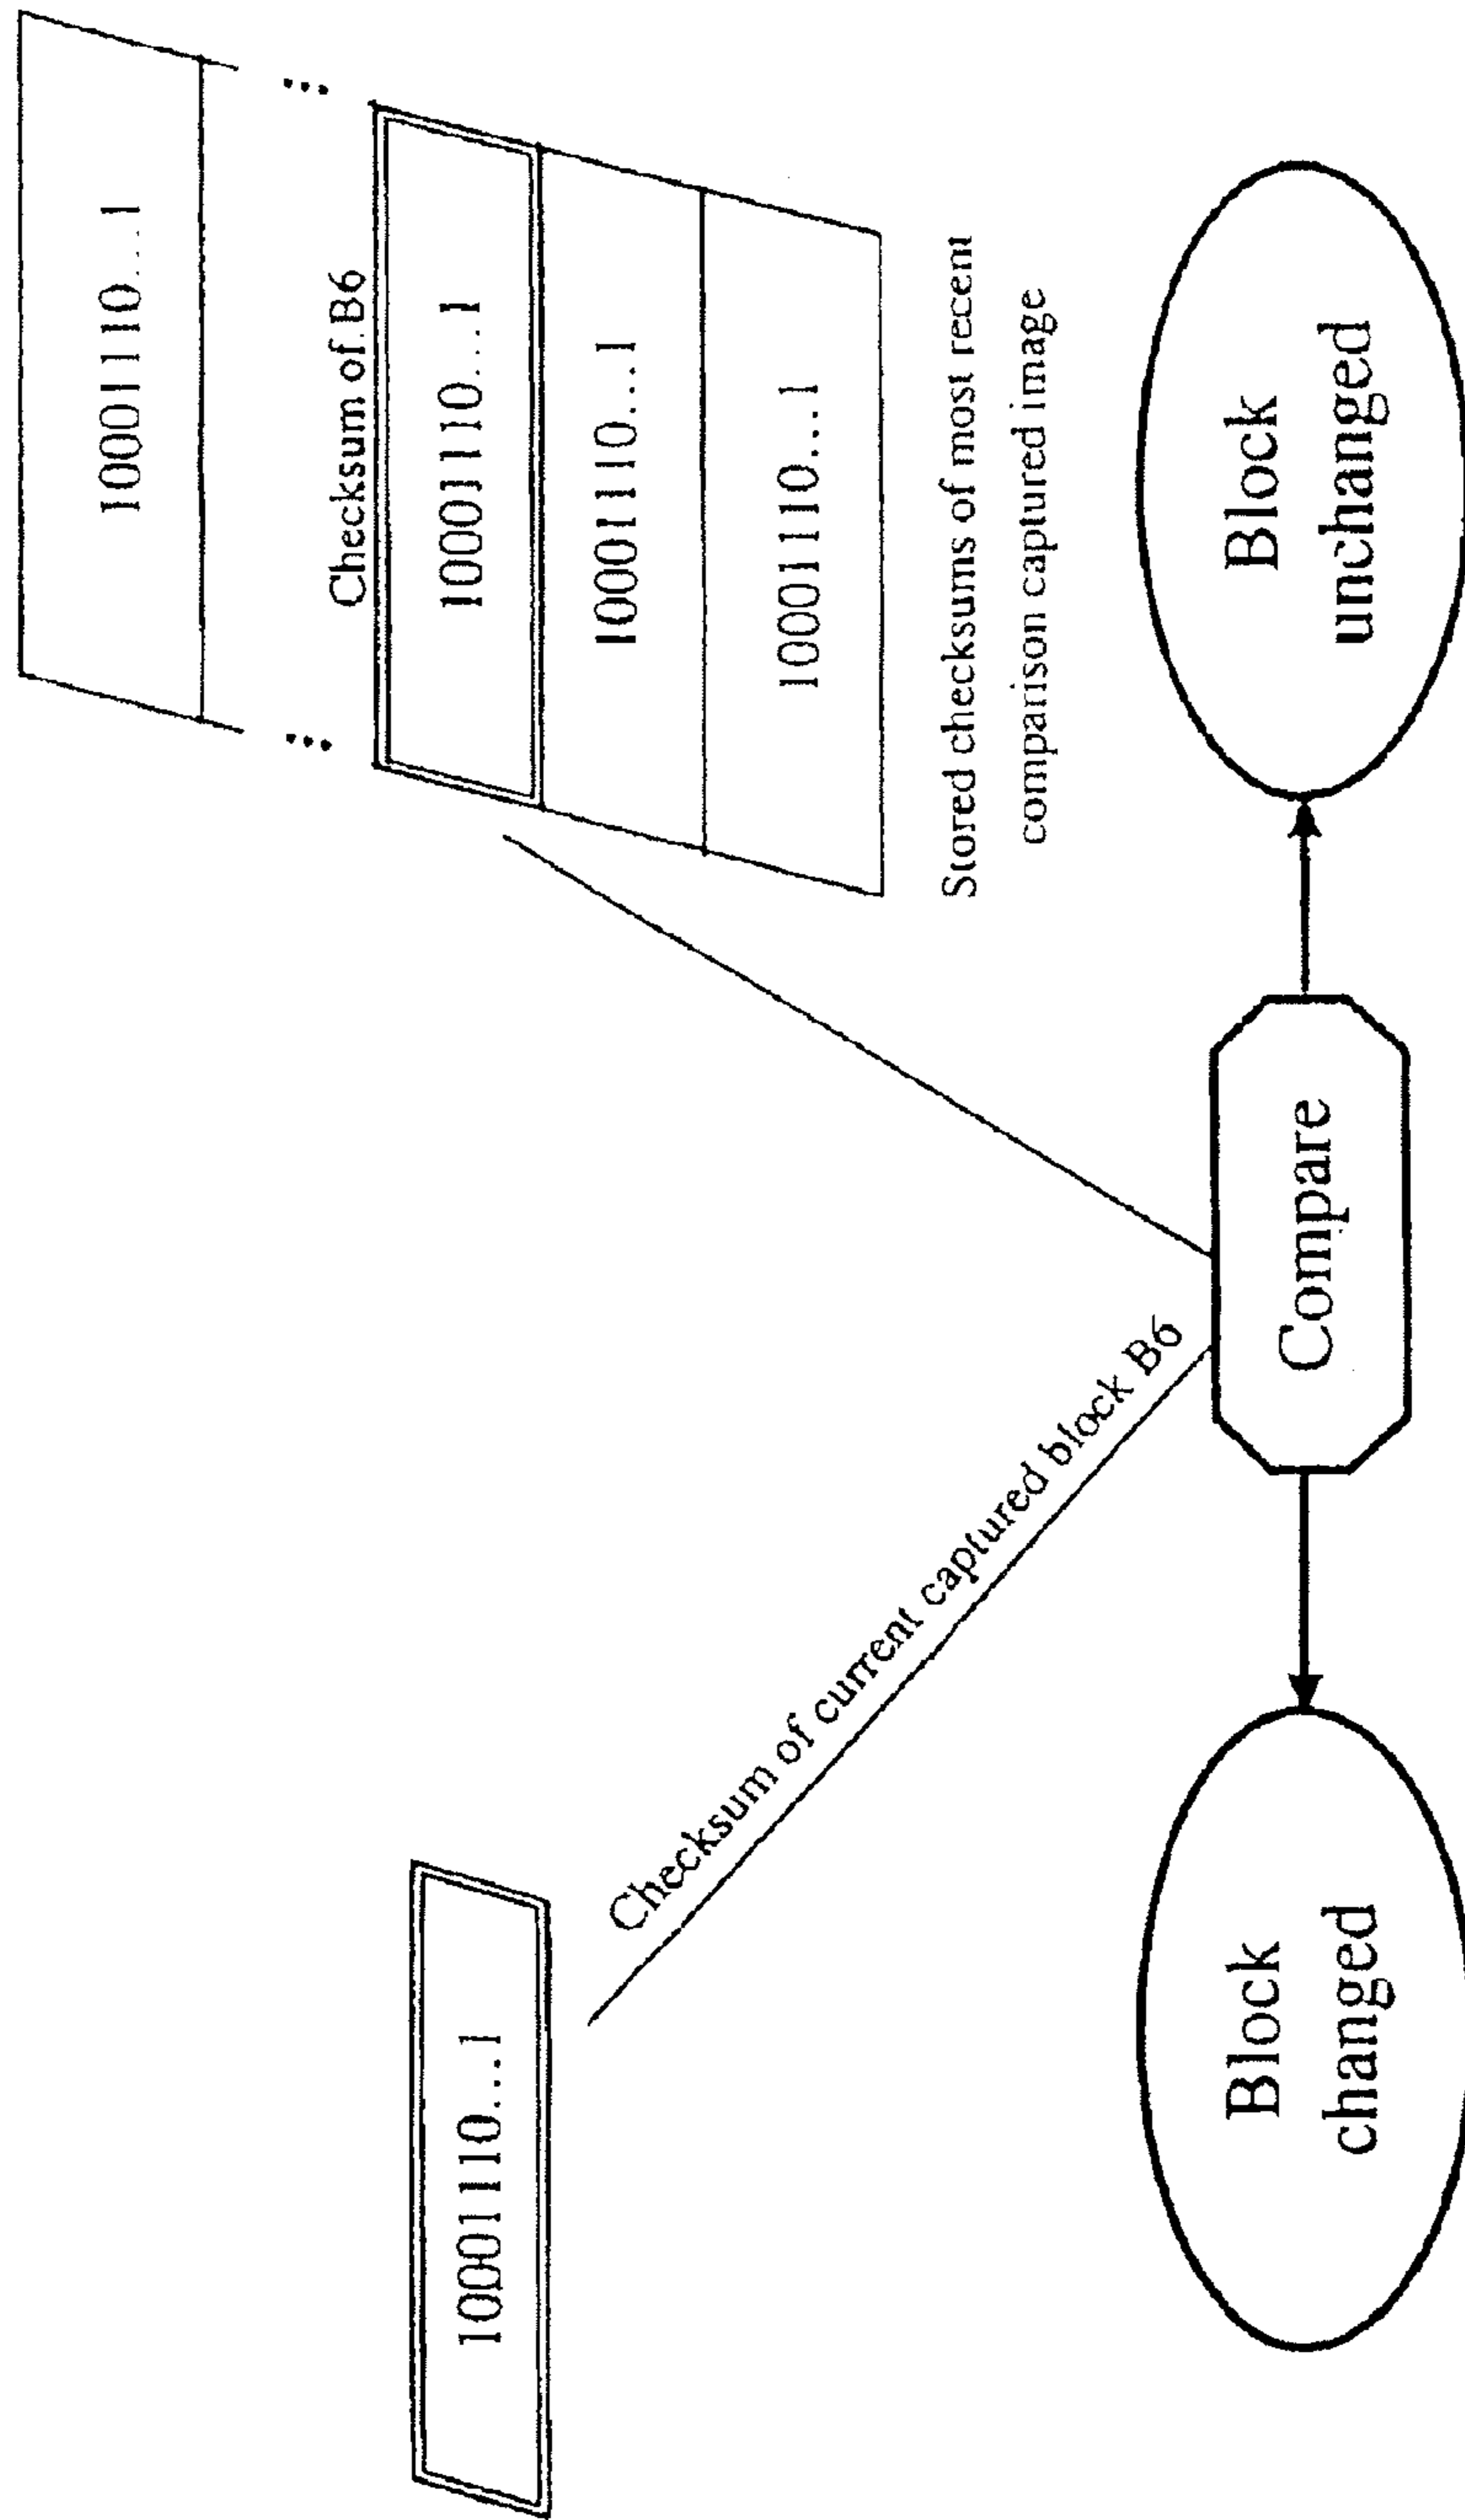 10001110...1
Checksum of B6
10001110...1
10001110...1
10001110...1
10001110...1
Stored checksums of most recent
comparison captured image
Checksum of current captured block B6
Block
changed
Compare
Block
unchanged